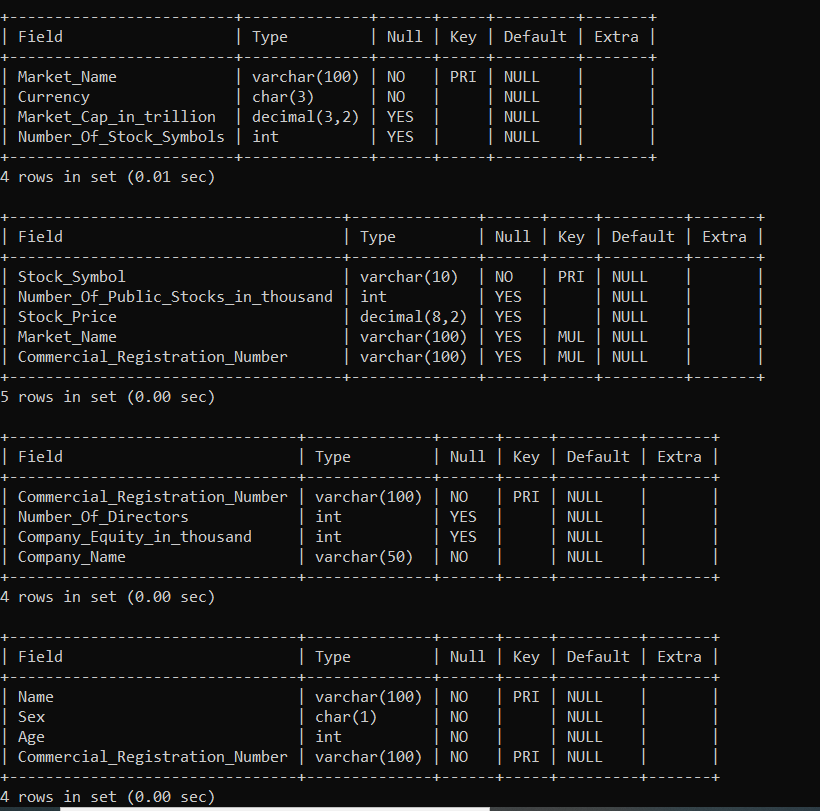 +-------------------------+--------------+------+-----+---------+-------+
| Field                   | Type         | Null | Key | Default | Extra |
+-------------------------+--------------+------+-----+---------+-------+
| Market_Name             | varchar(100) | NO   | PRI | NULL    |       |
| Currency                | char(3)      | NO   |     | NULL    |       |
| Market_Cap_in_trillion  | decimal(3,2) | YES  |     | NULL    |       |
| Number_Of_Stock_Symbols | int          | YES  |     | NULL    |       |
+-------------------------+--------------+------+-----+---------+-------+
4 rows in set (0.01 sec)

+-------------------------------------+--------------+------+-----+---------+-------+
| Field                               | Type         | Null | Key | Default | Extra |
+-------------------------------------+--------------+------+-----+---------+-------+
| Stock_Symbol                        | varchar(10)  | NO   | PRI | NULL    |       |
| Number_Of_Public_Stocks_in_thousand | int          | YES  |     | NULL    |       |
| Stock_Price                         | decimal(8,2) | YES  |     | NULL    |       |
| Market_Name                         | varchar(100) | YES  | MUL | NULL    |       |
| Commercial_Registration_Number      | varchar(100) | YES  | MUL | NULL    |       |
+-------------------------------------+--------------+------+-----+---------+-------+
5 rows in set (0.00 sec)

+--------------------------------+--------------+------+-----+---------+-------+
| Field                          | Type         | Null | Key | Default | Extra |
+--------------------------------+--------------+------+-----+---------+-------+
| Commercial_Registration_Number | varchar(100) | NO   | PRI | NULL    |       |
| Number_Of_Directors            | int          | YES  |     | NULL    |       |
| Company_Equity_in_thousand     | int          | YES  |     | NULL    |       |
| Company_Name                   | varchar(50)  | NO   |     | NULL    |       |
+--------------------------------+--------------+------+-----+---------+-------+
4 rows in set (0.00 sec)

+--------------------------------+--------------+------+-----+---------+-------+
| Field                          | Type         | Null | Key | Default | Extra |
+--------------------------------+--------------+------+-----+---------+-------+
| Name                           | varchar(100) | NO   | PRI | NULL    |       |
| Sex                            | char(1)      | NO   |     | NULL    |       |
| Age                            | int          | NO   |     | NULL    |       |
| Commercial_Registration_Number | varchar(100) | NO   | PRI | NULL    |       |
+--------------------------------+--------------+------+-----+---------+-------+
4 rows in set (0.00 sec)